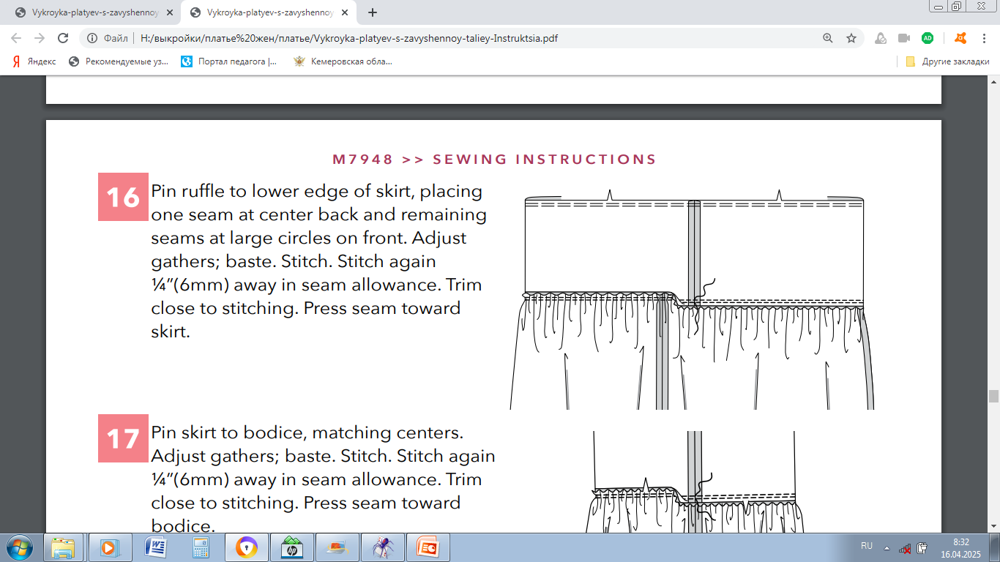 Vykroyka-platyev-s-zavyshennoy
Vykroyka-platyev-s-zavyshennoy
Файл
H:/выкройки/платье%20жен/платье/Vykroyka-platyev-s-zavyshennoy-taliey-Instruktsia.pdf
AD
Яндекс
Рекомендуемые уз...
Портал педагога |...
Кемеровская обла...
Другие закладки
M7948 >> SEWING INSTRUCTIONS
16
Pin ruffle to lower edge of skirt, placing
one seam at center back and remaining
seams at large circles on front. Adjust
gathers; baste. Stitch. Stitch again
¼”(6mm) away in seam allowance. Trim
close to stitching. Press seam toward
skirt.
17
Pin skirt to bodice, matching centers.
Adjust gathers; baste. Stitch. Stitch again
¼”(6mm) away in seam allowance. Trim
close to stitching. Press seam toward
bodice.
RU
8:32
16.04.2025